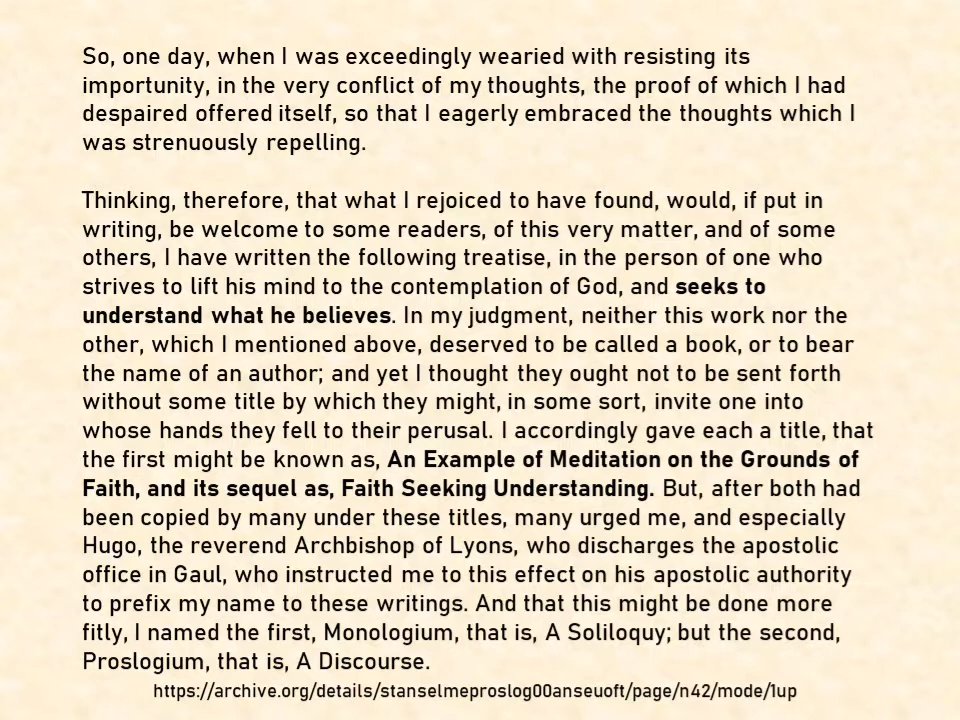 So, one day, when I was exceedingly wearied with resisting its
importunity, in the very conflict of my thoughts, the proof of which I had
despaired offered itself, so that I eagerly embraced the thoughts which I
was strenuously repelling.
Thinking, therefore, that what I rejoiced to have found, would, if put in
writing, be welcome to some readers, of this very matter, and of some
others, I have written the following treatise, in the person of one who
strives to lift his mind to the contemplation of God, and seeks to
understand what he believes. In my judgment, neither this work nor the
other, which I mentioned above, deserved to be called a book, or to bear
the name of an author; and yet I thought they ought not to be sent forth
without some title by which they might, in some sort, invite one into
whose hands they fell to their perusal. I accordingly gave each a title, that
the first might be known as, An Example of Meditation on the Grounds of
Faith, and its sequel as, Faith Seeking Understanding. But, after both had
been copied by many under these titles, many urged me, and especially
Hugo, the reverend Archbishop of Lyons, who discharges the apostolic
office in Gaul, who instructed me to this effect on his apostolic authority
to prefix my name to these writings. And that this might be done more
fitly, I named the first, Monologium, that is, A Soliloquy; but the second,
Proslogium, that is, A Discourse.
https://archive.org/details/stanselmeproslog00anseuoft/page/n42/mode/1up